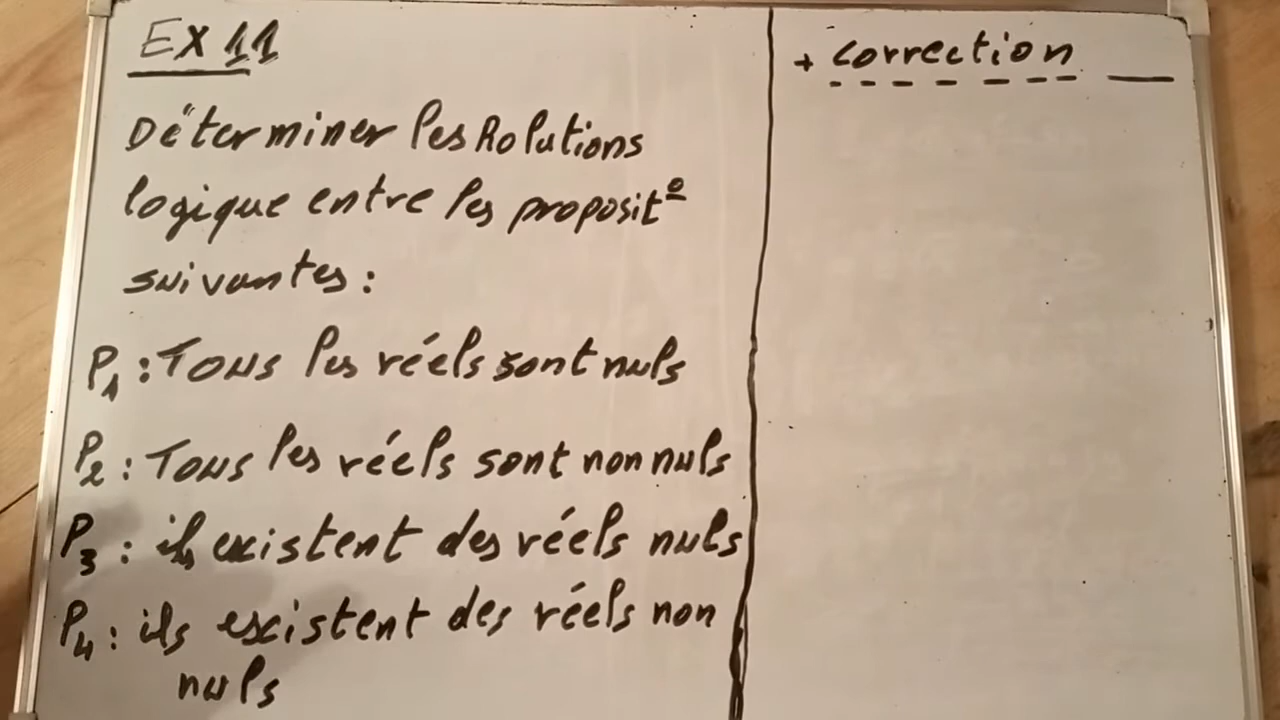 EX 11
Déterminer les Rolutions
logique entre les proposit°
suivantes :
P1 : Tous les réels sont nuls
P2 : Tous les réels sont non nuls
P3 : ils existent des réels nuls
P4 : ils existent des réels non
nuls
+ correction